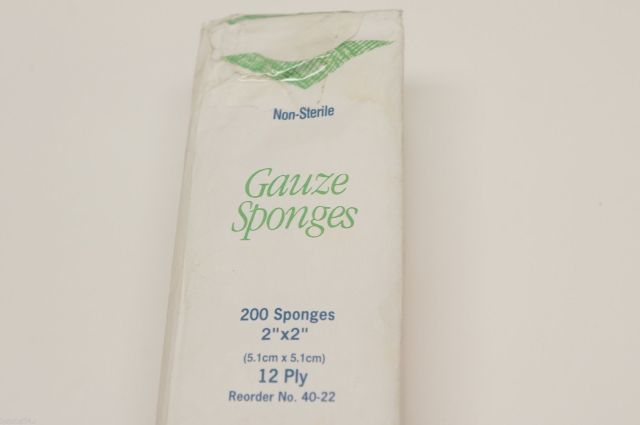 Non-Sterile
Gauze
Sponges
200 Sponges
2"x2"
(5.1cm x 5.1cm)
12 Ply
Reorder No. 40-22